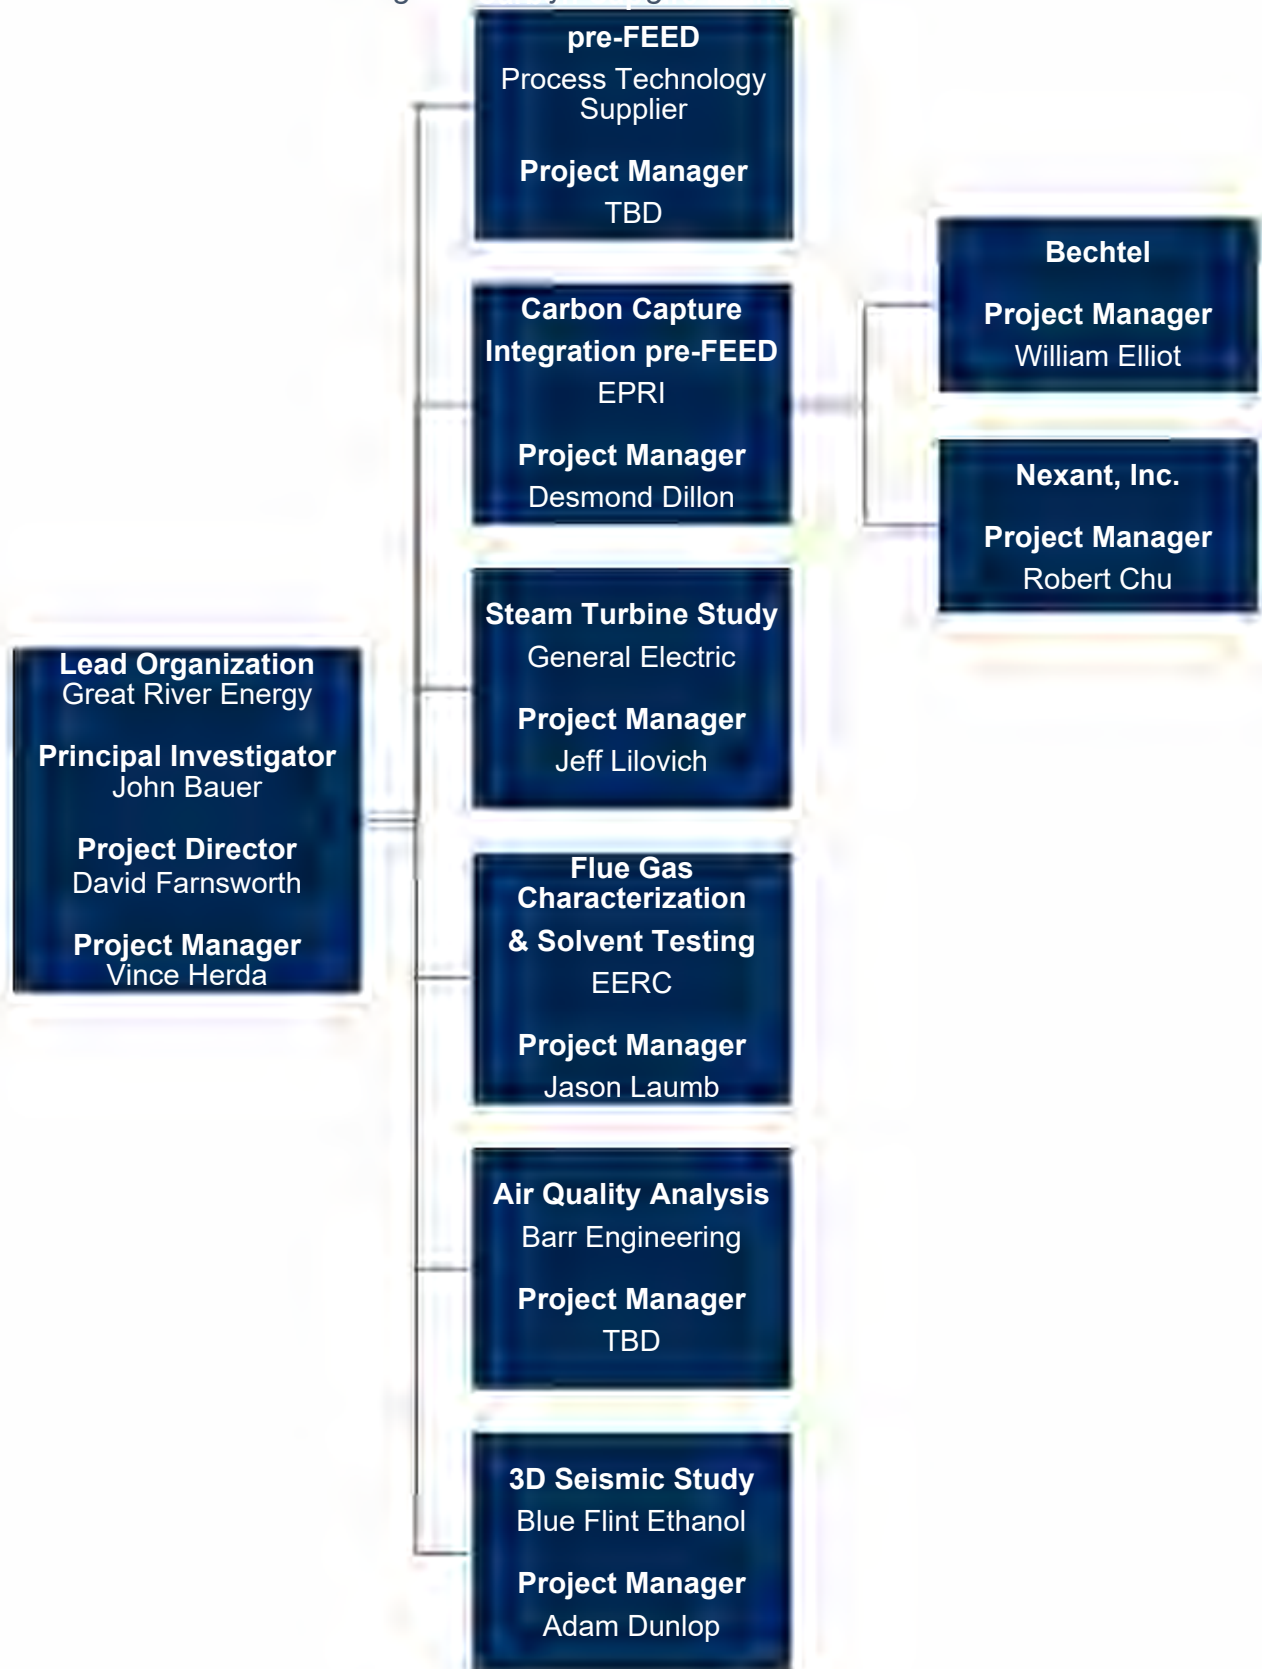 pre-FEED
Process Technology
Supplier
Project Manager
TBD
Carbon Capture
Integration pre-FEED
EPRI
Project Manager
Desmond Dillon
Bechtel
Project Manager
William Elliot
Nexant, Inc.
Project Manager
Robert Chu
Steam Turbine Study
General Electric
Project Manager
Jeff Lilovich
Lead Organization
Great River Energy
Principal Investigator
John Bauer
Project Director
David Farnsworth
Project Manager
Vince Herda
Flue Gas
Characterization
& Solvent Testing
EERC
Project Manager
Jason Laumb
Air Quality Analysis
Barr Engineering
Project Manager
TBD
3D Seismic Study
Blue Flint Ethanol
Project Manager
Adam Dunlop